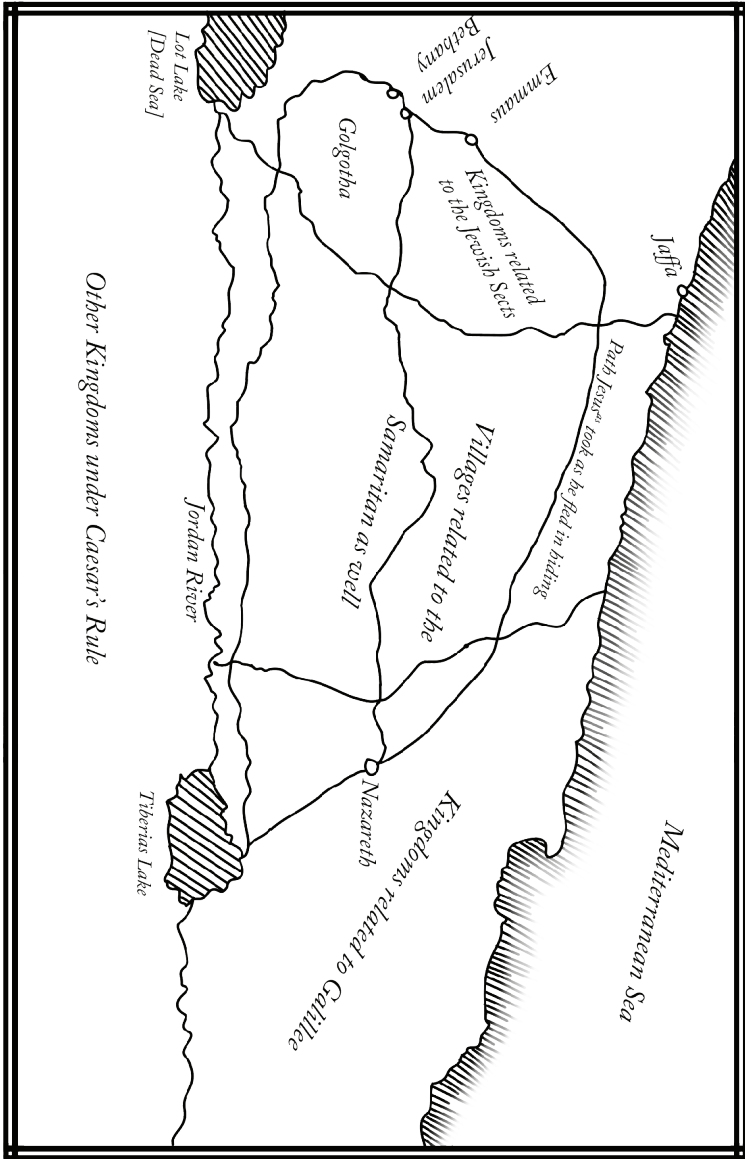 Mediterranean Sea
Jaffa
Path Jesusᵃˢ took as he fled in hiding
Emmaus
Jerusalem
Bethany
Kingdoms related
to the Jewish Sects
Villages related to the
Samaritan as well
Kingdoms related to Galillee
Nazareth
Golgotha
Jordan River
Lot Lake
[Dead Sea]
Tiberias Lake
Other Kingdoms under Caesar's Rule